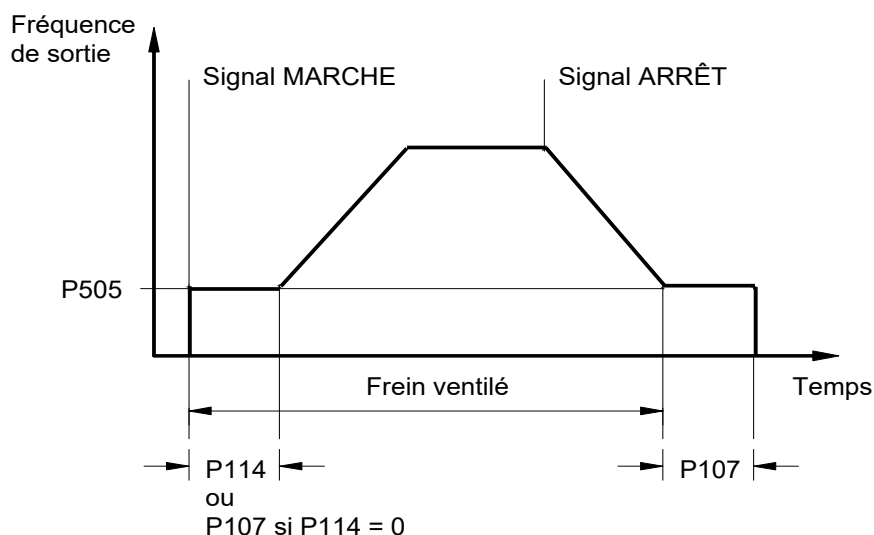 Fréquence
de sortie
Signal MARCHE
Signal ARRÊT
P505
Frein ventilé
Temps
P114
ou
P107 si P114 = 0
P107